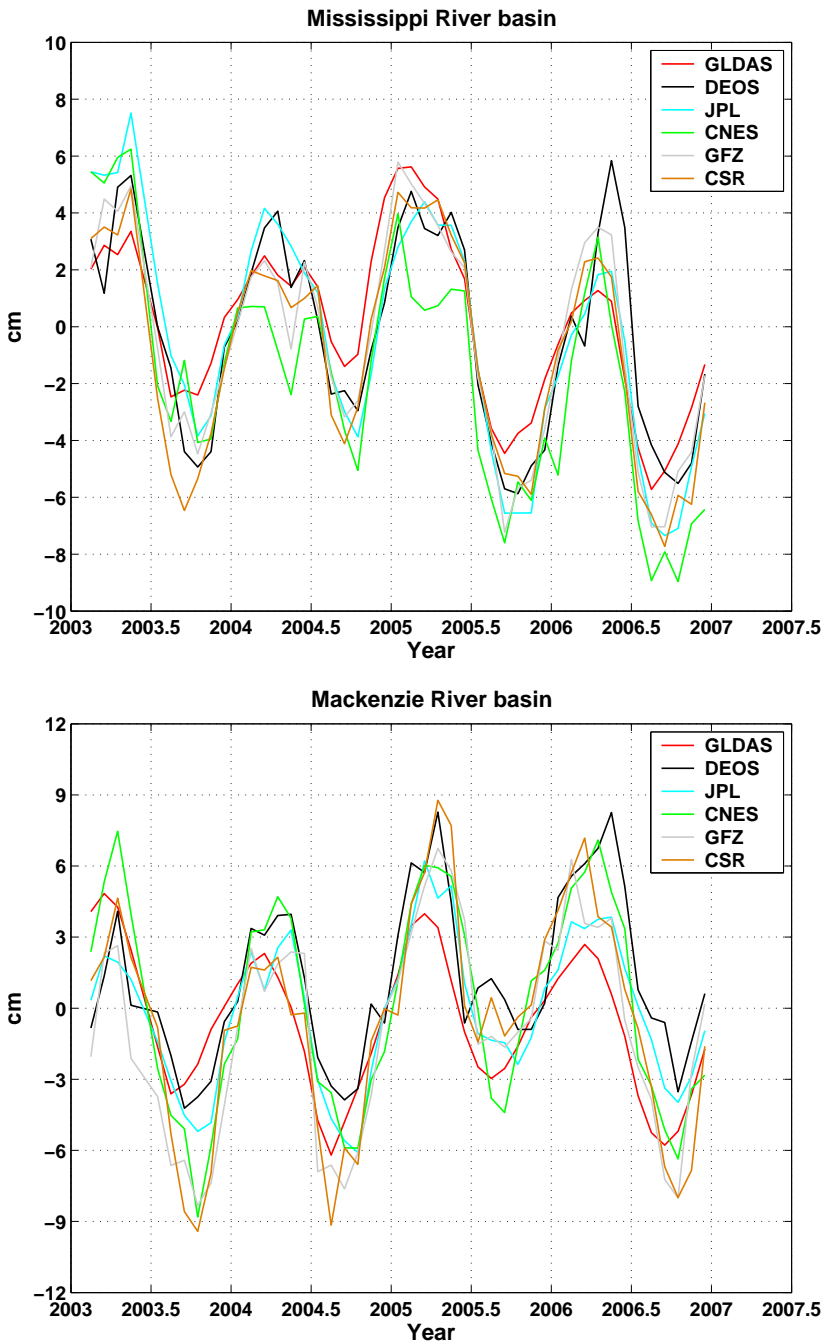 Mississippi River basin
10
8
6
4
2
0
−2
−4
−6
−8
−10
cm
GLDAS
DEOS
JPL
CNES
GFZ
CSR
2003 2003.5 2004 2004.5 2005 2005.5 2006 2006.5 2007 2007.5
Year
Mackenzie River basin
12
9
6
3
0
−3
−6
−9
−12
cm
GLDAS
DEOS
JPL
CNES
GFZ
CSR
2003 2003.5 2004 2004.5 2005 2005.5 2006 2006.5 2007 2007.5
Year